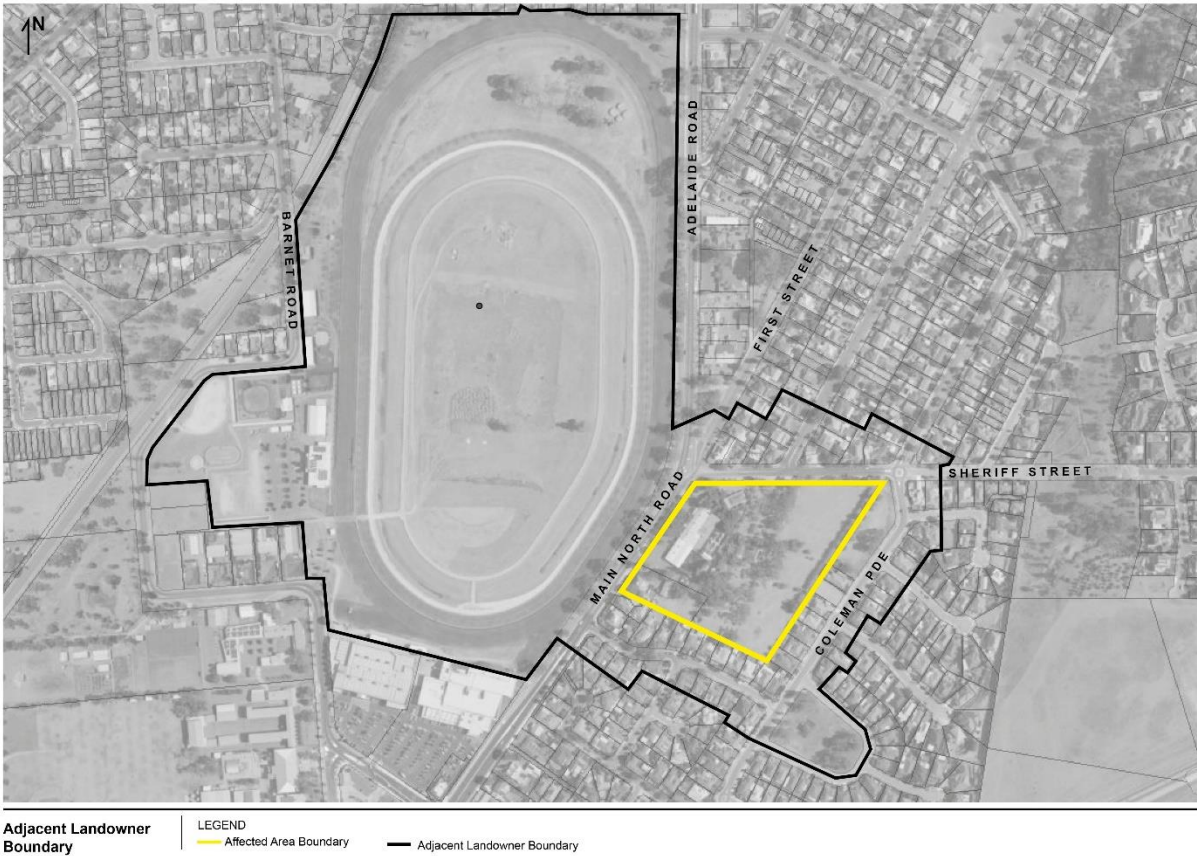 N
ADELAIDE ROAD
BARNET ROAD
FIRST STREET
SHERIFF STREET
MAIN NORTH ROAD
COLEMAN PDE
Adjacent Landowner
Boundary
LEGEND
Affected Area Boundary
Adjacent Landowner Boundary